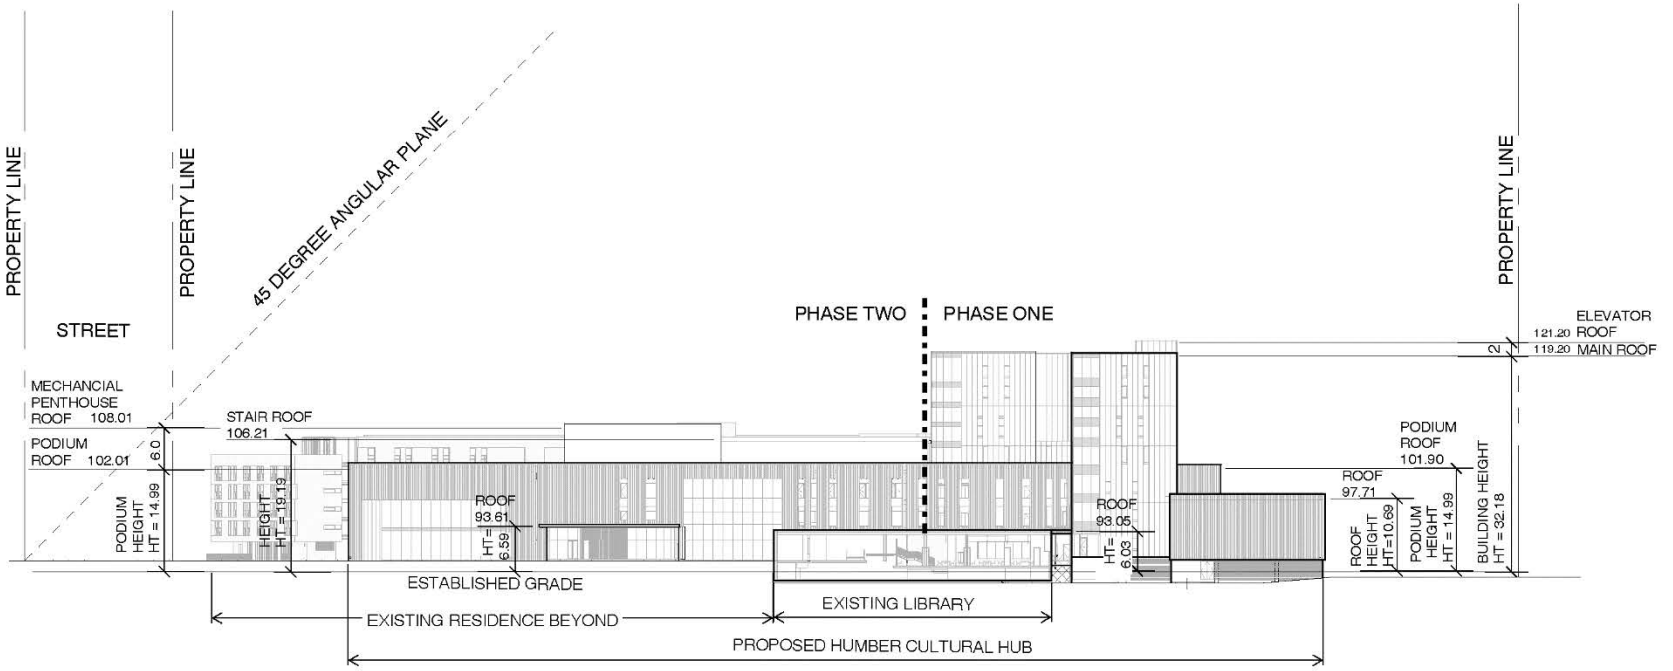 PROPERTY LINE
PROPERTY LINE
45 DEGREE ANGULAR PLANE
PROPERTY LINE
STREET
PHASE TWO
PHASE ONE
ELEVATOR
121.20 ROOF
2
119.20 MAIN ROOF
MECHANCIAL
PENTHOUSE
ROOF 108.01
STAIR ROOF
106.21
PODIUM
ROOF 102.01
6.0
PODIUM
HEIGHT
HT = 14.99
HEIGHT
HT = 19.19
ROOF
93.61
HT=
6.59
ROOF
93.05
HT=
6.03
PODIUM
ROOF
101.90
ROOF
97.71
ROOF
HEIGHT
HT=10.69
PODIUM
HEIGHT
HT = 14.99
BUILDING HEIGHT
HT = 32.18
ESTABLISHED GRADE
EXISTING LIBRARY
EXISTING RESIDENCE BEYOND
PROPOSED HUMBER CULTURAL HUB